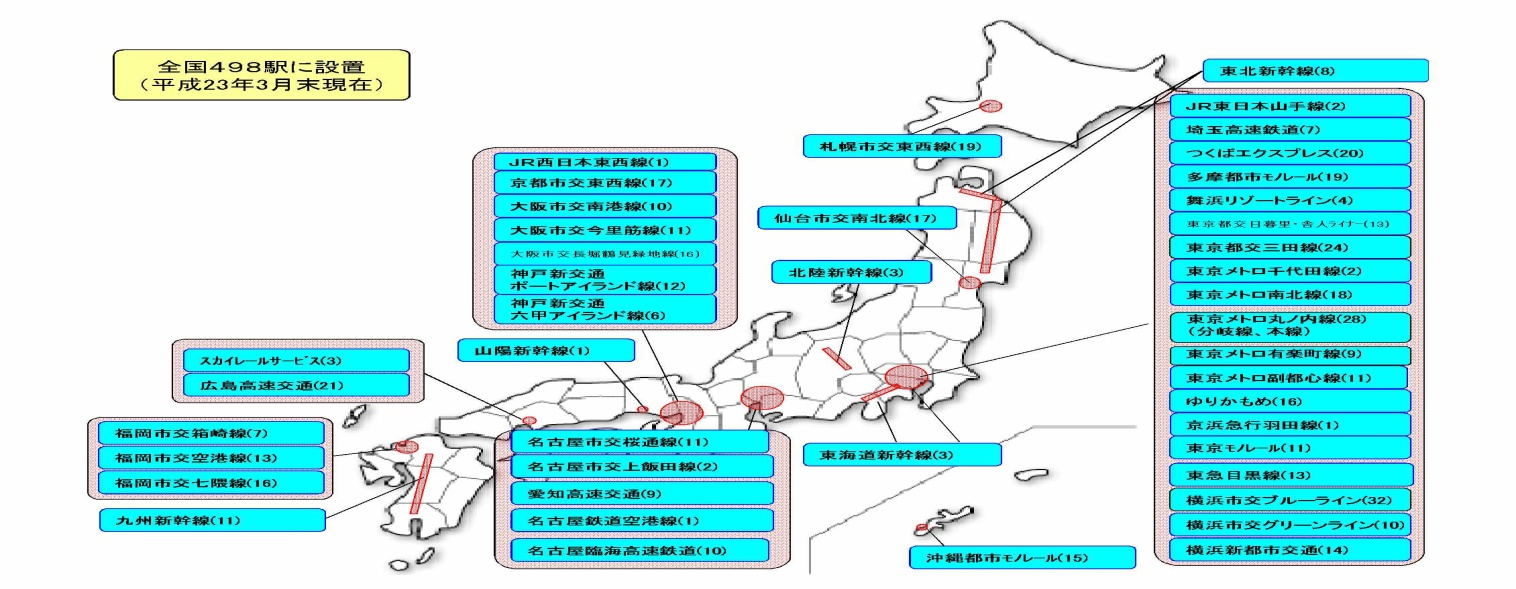 全国498駅に設置
（平成23年3月末現在）
東北新幹線(8)
JR東日本山手線(2)
埼玉高速鉄道(7)
つくばエクスプレス(20)
多摩都市モノレール(19)
舞浜リゾートライン(4)
東京都交日暮里・舎人ライナー(13)
東京都交三田線(24)
東京メトロ千代田線(2)
東京メトロ南北線(18)
東京メトロ丸ノ内線(28)
（分岐線、本線）
東京メトロ有楽町線(9)
東京メトロ副都心線(11)
ゆりかもめ(16)
京浜急行羽田線(1)
東京モノレール(11)
東急目黒線(13)
横浜市交ブルーライン(32)
横浜市交グリーンライン(10)
横浜新都市交通(14)
札幌市交東西線(19)
仙台市交南北線(17)
北陸新幹線(3)
JR西日本東西線(1)
京都市交東西線(17)
大阪市交南港線(10)
大阪市交今里筋線(11)
大阪市交長堀鶴見緑地線(16)
神戸新交通
ポートアイランド線(12)
神戸新交通
六甲アイランド線(6)
山陽新幹線(1)
スカイレールサービス(3)
広島高速交通(21)
福岡市交箱崎線(7)
福岡市交空港線(13)
福岡市交七隈線(16)
九州新幹線(11)
名古屋市交桜通線(11)
名古屋市交上飯田線(2)
愛知高速交通(9)
名古屋鉄道空港線(1)
名古屋臨海高速鉄道(10)
東海道新幹線(3)
沖縄都市モノレール(15)